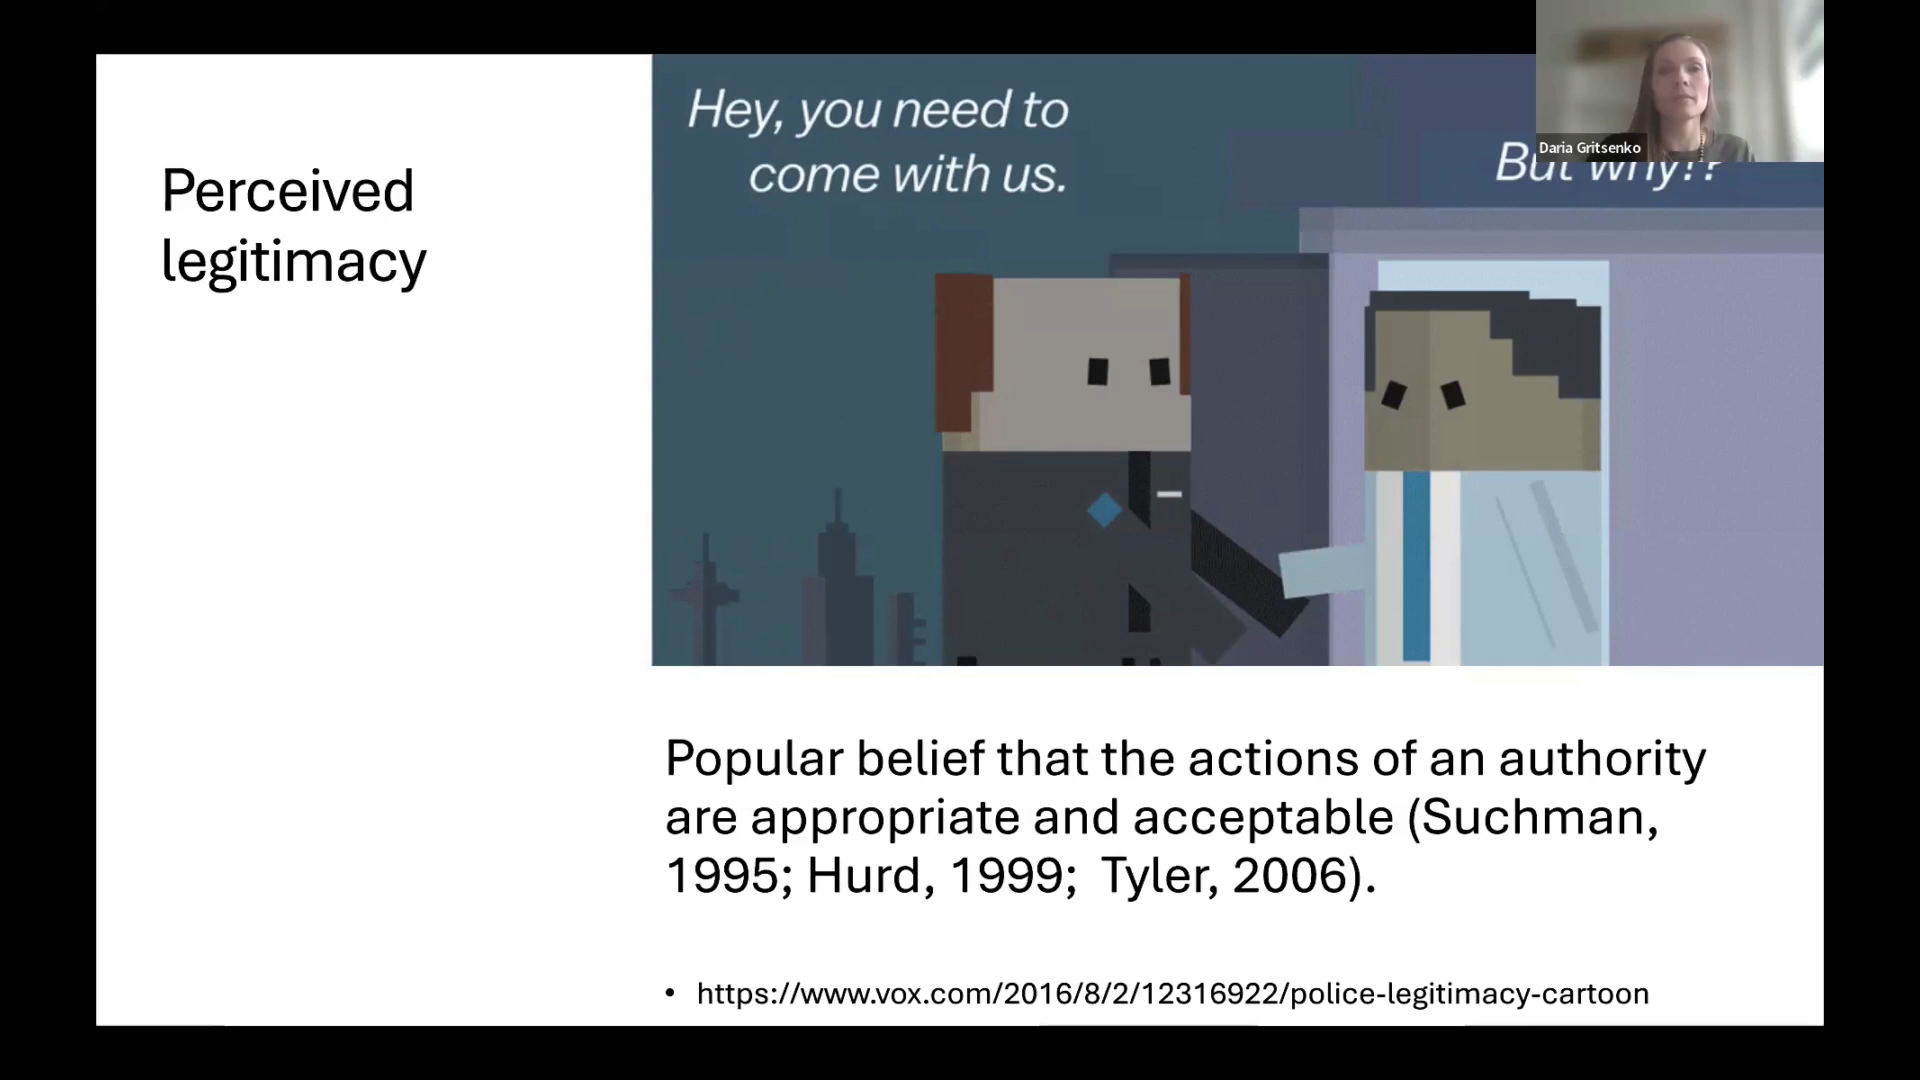 Perceived
legitimacy
Hey, you need to
come with us.
But why!?
Daria Gritsenko
Popular belief that the actions of an authority
are appropriate and acceptable (Suchman,
1995; Hurd, 1999;  Tyler, 2006).
• https://www.vox.com/2016/8/2/12316922/police-legitimacy-cartoon